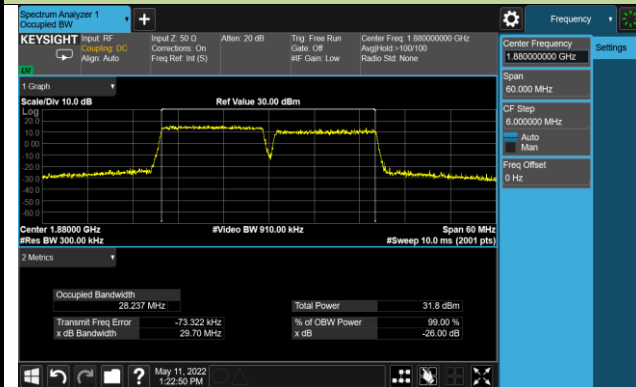 Spectrum Analyzer 1
Occupied BW
Frequency
KEYSIGHT
Input: RF
Coupling: DC
Align: Auto
Input Z: 50 Ω
Corrections: On
Freq Ref: Int (S)
Atten: 20 dB
Trig: Free Run
Gate: Off
#IF Gain: Low
Center Freq: 1.880000000 GHz
Avg|Hold:>100/100
Radio Std: None
Center Frequency
1.880000000 GHz
Settings
Span
60.000 MHz
CF Step
6.000000 MHz
Auto
Man
Freq Offset
0 Hz
1 Graph
Scale/Div 10.0 dB
Ref Value 30.00 dBm
Log
20.0
10.0
0.00
-10.0
-20.0
-30.0
-40.0
-50.0
-60.0
Center 1.88000 GHz
#Video BW 910.00 kHz
Span 60 MHz
#Res BW 300.00 kHz
#Sweep 10.0 ms (2001 pts)
2 Metrics
Occupied Bandwidth
28.237 MHz
Total Power
31.8 dBm
Transmit Freq Error
-73.322 kHz
% of OBW Power
99.00 %
x dB Bandwidth
29.70 MHz
x dB
-26.00 dB
?
May 11, 2022
1:22:50 PM